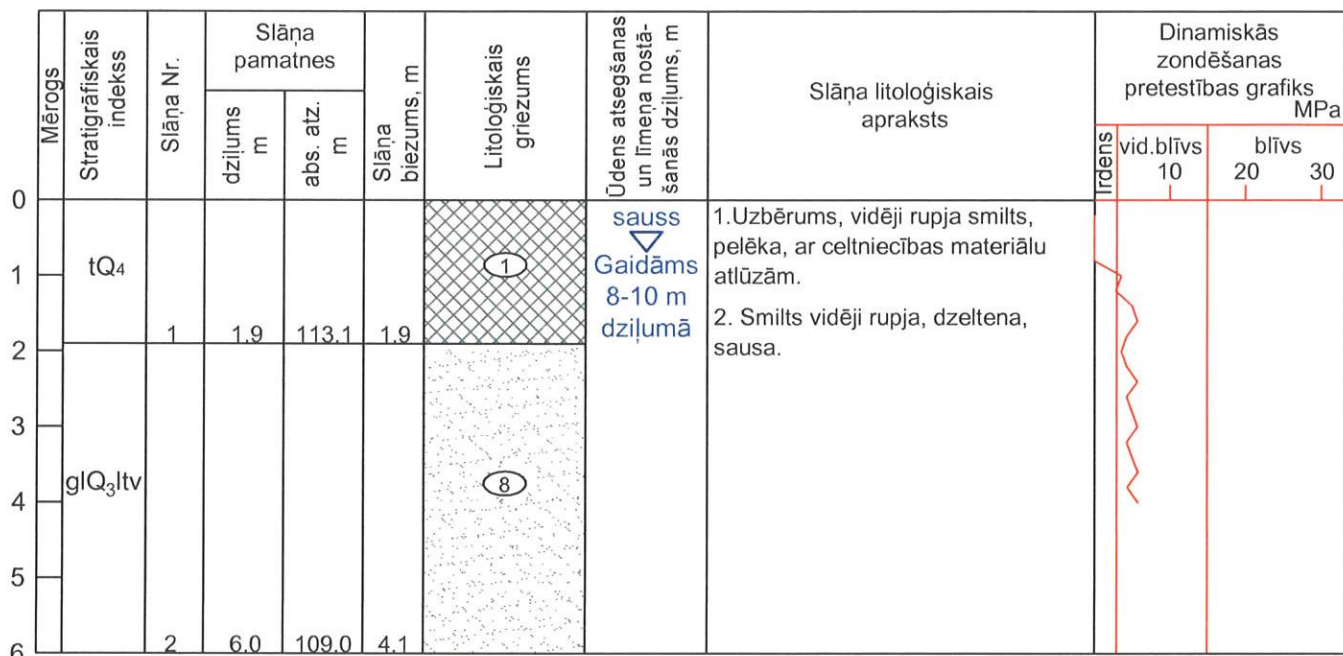 Mērogs
Stratigrāfiskais
indekss
Slāņa Nr.
Slāņa
pamatnes
dziļums
m
abs. atz.
m
Slāņa
biezums, m
Litoloģiskais
griezums
Ūdens atsegšanas
un līmeņa nostā-
šanās dziļums, m
Slāņa litoloģiskais
apraksts
Dinamiskās
zondēšanas
pretestības grafiks
MPa
Irdens
vid.blīvs
blīvs
10
20
30
0
1
2
3
4
5
6
tQ₄
1
1.9
113.1
1.9
1
sauss
Gaidāms
8-10 m
dziļumā
1.Uzbērums, vidēji rupja smilts,
pelēka, ar celtniecības materiālu
atlūzām.
2. Smilts vidēji rupja, dzeltena,
sausa.
glQ₃ltv
8
2
6.0
109.0
4.1